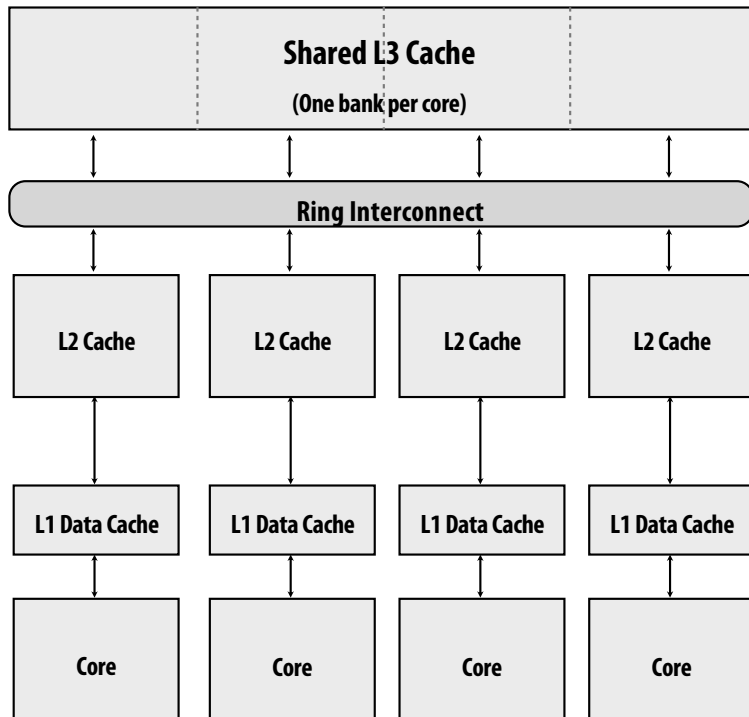 Shared L3 Cache
(One bank per core)
Ring Interconnect
L2 Cache
L2 Cache
L2 Cache
L2 Cache
L1 Data Cache
L1 Data Cache
L1 Data Cache
L1 Data Cache
Core
Core
Core
Core